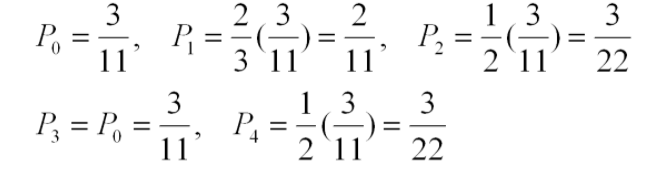 P₀ = 3/11, P₁ = 2/3(3/11) = 2/11, P₂ = 1/2(3/11) = 3/22
P₃ = P₀ = 3/11, P₄ = 1/2(3/11) = 3/22